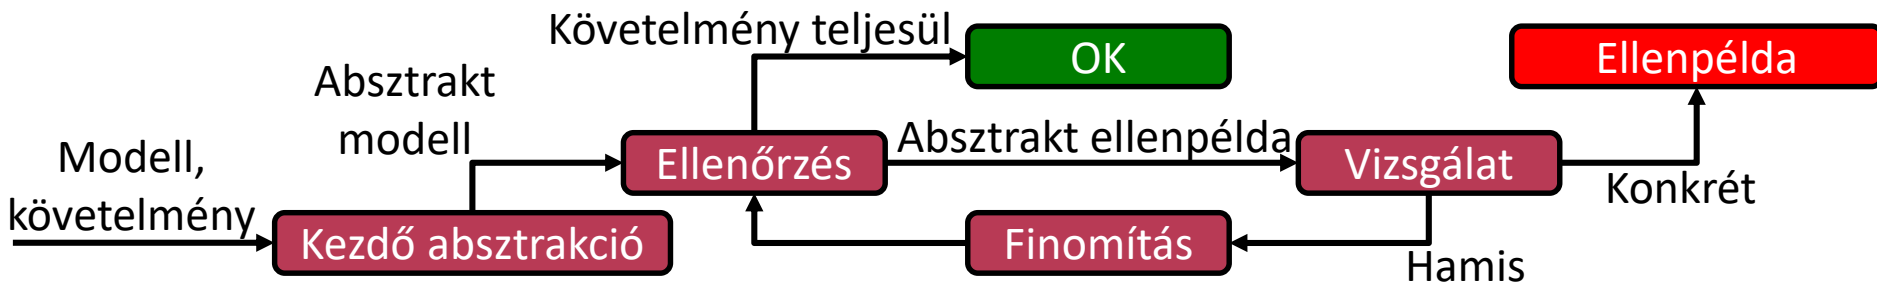 Modell,
követelmény
Kezdő absztrakció
Absztrakt
modell
Ellenőrzés
Követelmény teljesül
OK
Absztrakt ellenpélda
Vizsgálat
Konkrét
Ellenpélda
Hamis
Finomítás